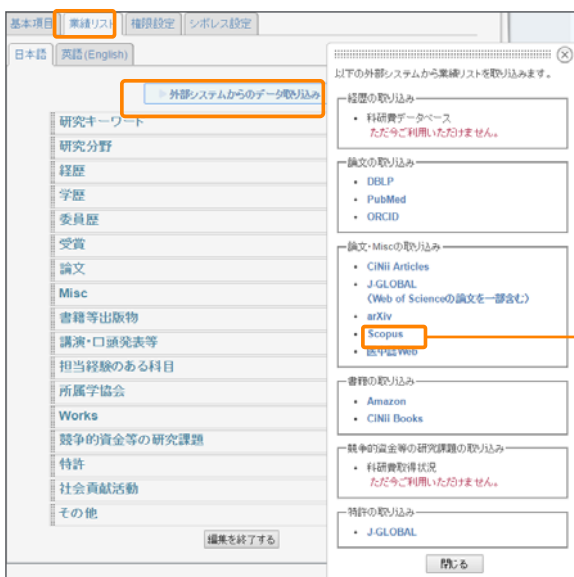 基本項目 業績リスト 権限設定 シボレス設定
日本語 英語(English)
外部システムからのデータ取り込み
研究キーワード
研究分野
経歴
学歴
委員歴
受賞
論文
Misc
書籍等出版物
講演・口頭発表等
担当経験のある科目
所属学協会
Works
競争的資金等の研究課題
特許
社会貢献活動
その他
編集を終了する
以下の外部システムから業績リストを取り込みます。
経歴の取り込み
科研費データベース
ただ今ご利用いただけません。
論文の取り込み
DBLP
PubMed
ORCID
論文・Miscの取り込み
CiNii Articles
J-GLOBAL
(Web of Scienceの論文を一部含む)
arXiv
Scopus
医中誌Web
書籍の取り込み
Amazon
CiNii Books
競争的資金等の研究課題の取り込み
科研費取得状況
ただ今ご利用いただけません。
特許の取り込み
J-GLOBAL
閉じる